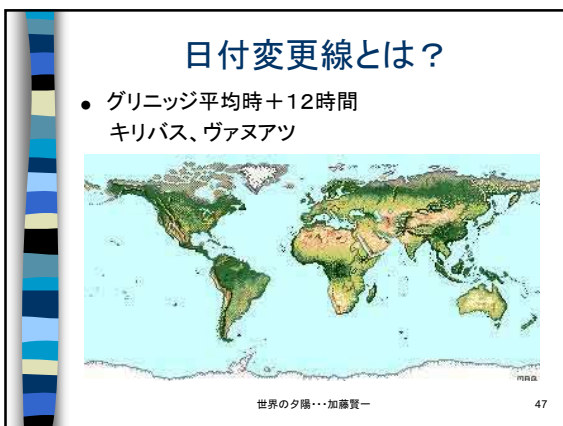 日付変更線とは？
● グリニッジ平均時＋１２時間
キリバス、ヴァヌアツ
世界の夕陽・・・加藤賢一
47